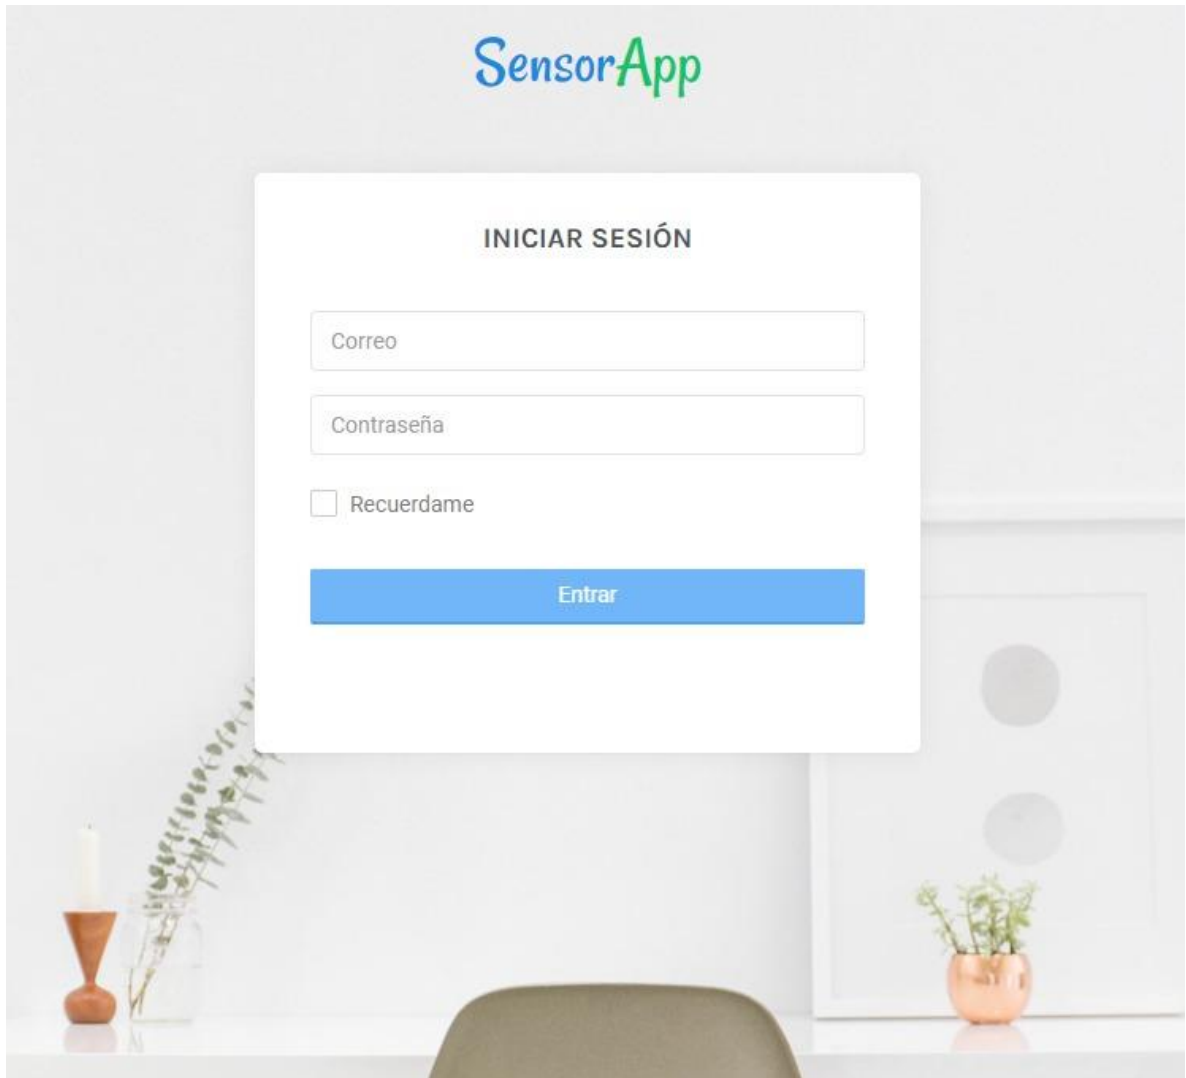 SensorApp
INICIAR SESIÓN
Correo
Contraseña
Recuerdame
Entrar